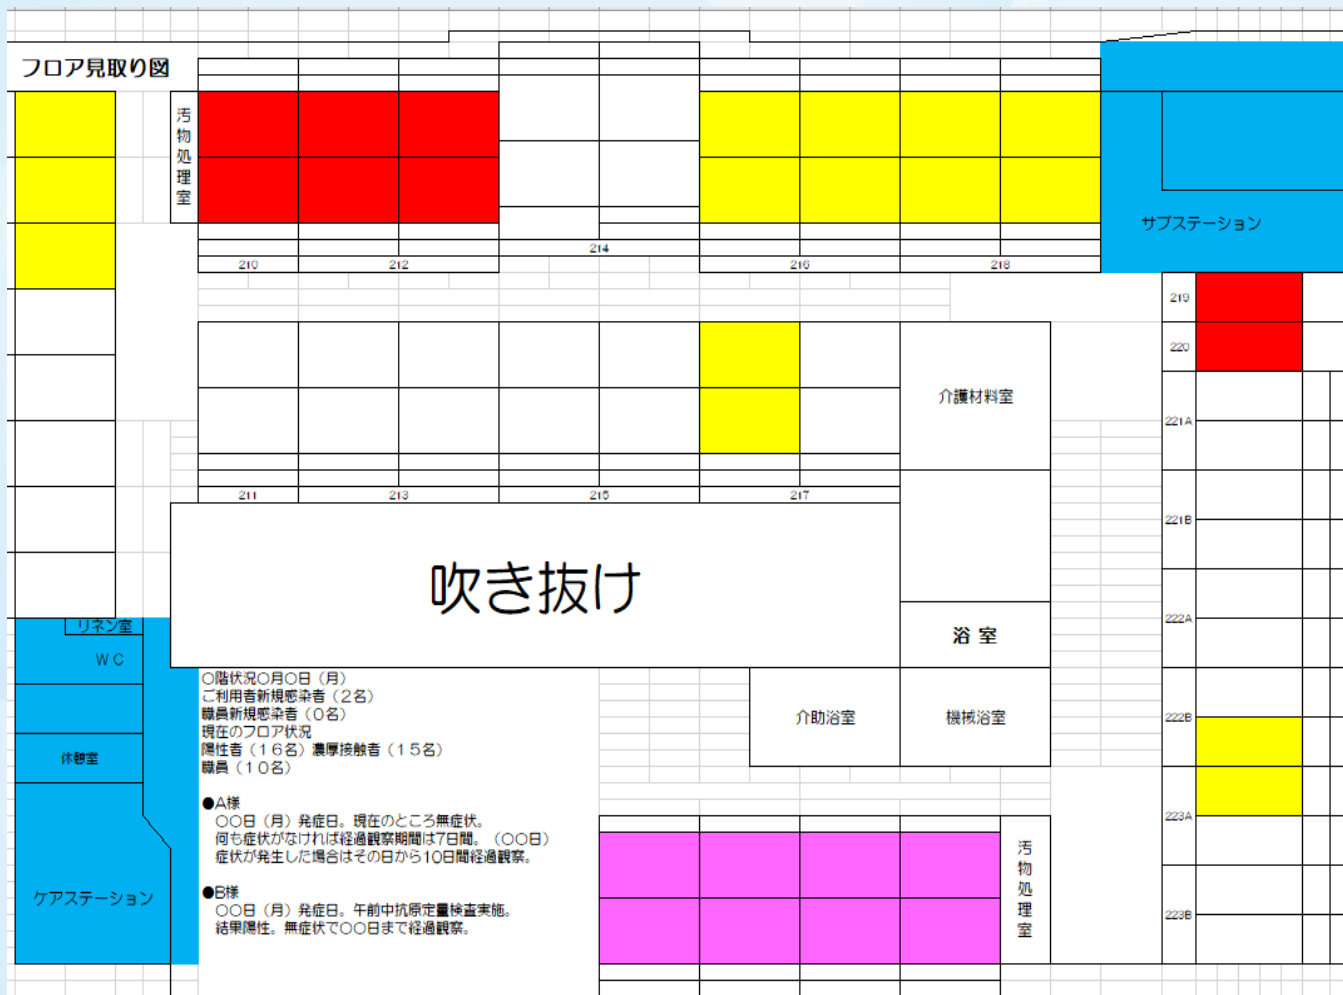 フロア見取り図
汚物処理室
サブステーション
214
210
212
216
218
219
220
介護材料室
221A
211
213
215
217
221B
吹き抜け
222A
浴 室
リネン室
WC
〇階状況〇月〇日（月）
ご利用者新規感染者（２名）
職員新規感染者（０名）
現在のフロア状況
陽性者（１６名）濃厚接触者（１５名）
職員（１０名）
介助浴室
機械浴室
222B
休憩室
●A様
〇〇日（月）発症日。現在のところ無症状。
何も症状がなければ経過観察期間は7日間。（〇〇日）
症状が発生した場合はその日から10日間経過観察。
223A
汚物処理室
●B様
〇〇日（月）発症日。午前中抗原定量検査実施。
結果陽性。無症状で〇〇日まで経過観察。
ケアステーション
223B